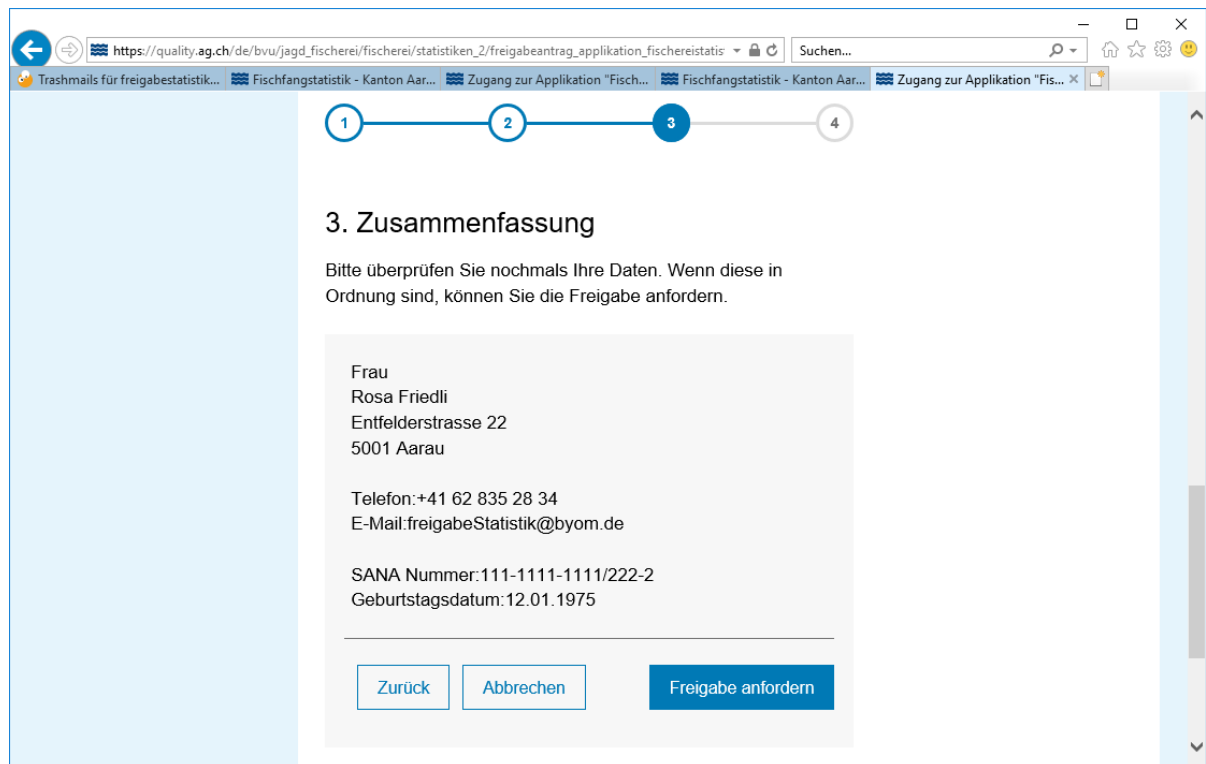 https://quality.ag.ch/de/bvu/jagd_fischerei/fischerei/statistiken_2/freigabeantrag_applikation_fischereistatis
Suchen...
Trashmails für freigabestatistik...
Fischfangstatistik - Kanton Aar...
Zugang zur Applikation "Fisch...
Fischfangstatistik - Kanton Aar...
Zugang zur Applikation "Fis...
1
2
3
4
3. Zusammenfassung
Bitte überprüfen Sie nochmals Ihre Daten. Wenn diese in
Ordnung sind, können Sie die Freigabe anfordern.
Frau
Rosa Friedli
Entfelderstrasse 22
5001 Aarau
Telefon:+41 62 835 28 34
E-Mail:freigabeStatistik@byom.de
SANA Nummer:111-1111-1111/222-2
Geburtstagsdatum:12.01.1975
Zurück
Abbrechen
Freigabe anfordern